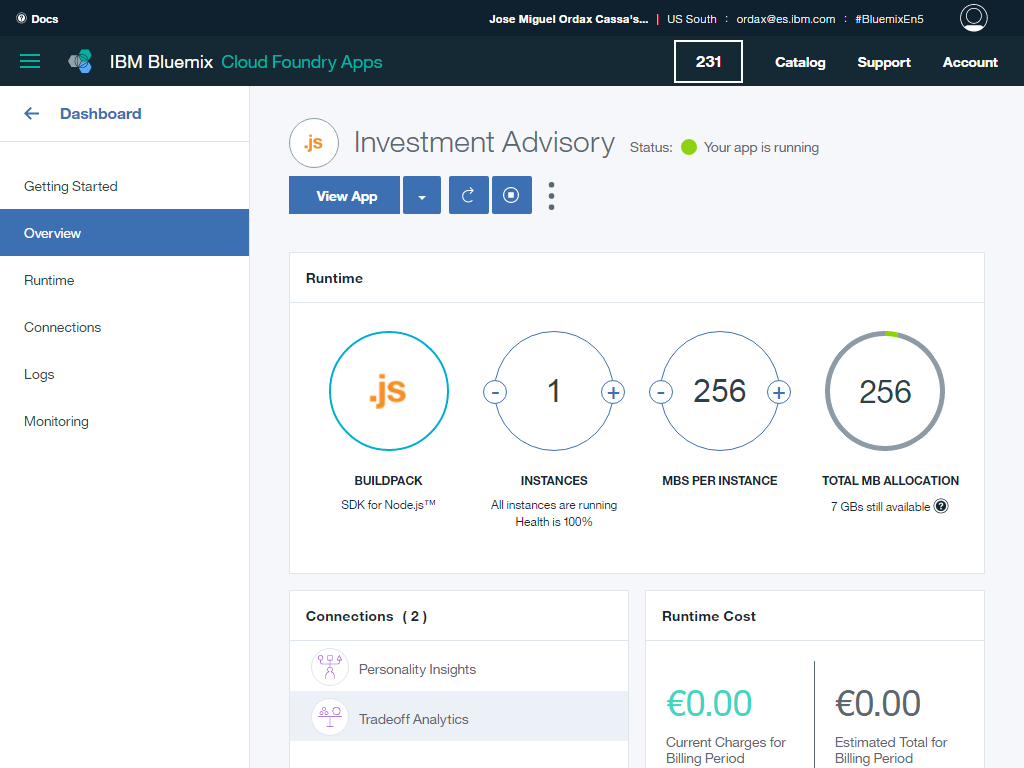 Docs
Jose Miguel Ordax Cassa's... | US South : ordax@es.ibm.com : #BluemixEn5
IBM Bluemix Cloud Foundry Apps
231
Catalog
Support
Account
Dashboard
Getting Started
Overview
Runtime
Connections
Logs
Monitoring
.js
Investment Advisory
Status: Your app is running
View App
Runtime
.js
- 1 +
- 256 +
256
BUILDPACK
INSTANCES
MBS PER INSTANCE
TOTAL MB ALLOCATION
SDK for Node.js™
All instances are running
Health is 100%
7 GBs still available ?
Connections (2)
Personality Insights
Tradeoff Analytics
Runtime Cost
€0.00
Current Charges for
Billing Period
€0.00
Estimated Total for
Billing Period